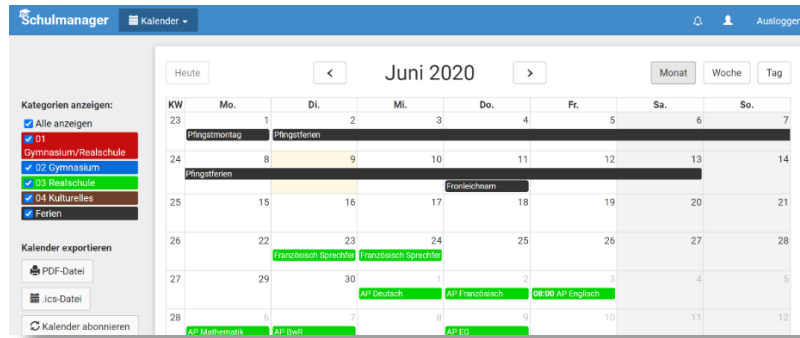 Schulmanager
Kalender
Auslogger
Heute
Juni 2020
Monat
Woche
Tag
Kategorien anzeigen:
Alle anzeigen
01
Gymnasium/Realschule
02 Gymnasium
03 Realschule
04 Kulturelles
Ferien
Kalender exportieren
PDF-Datei
.ics-Datei
Kalender abonnieren
KW Mo. Di. Mi. Do. Fr. Sa. So.
23 1 2 3 4 5 6 7
Pfingstmontag Pfingstferien
24 8 9 10 11 12 13 14
Pfingstferien
Fronleichnam
25 15 16 17 18 19 20 21
26 22 23 24 25 26 27 28
Französisch Sprechfer Französisch Sprechfer
27 29 30 1 2 3 4 5
AP Deutsch AP Französisch 08:00 AP Englisch
28 6 7 8 9 10 11 12
AP Mathematik AP BwR AP EG